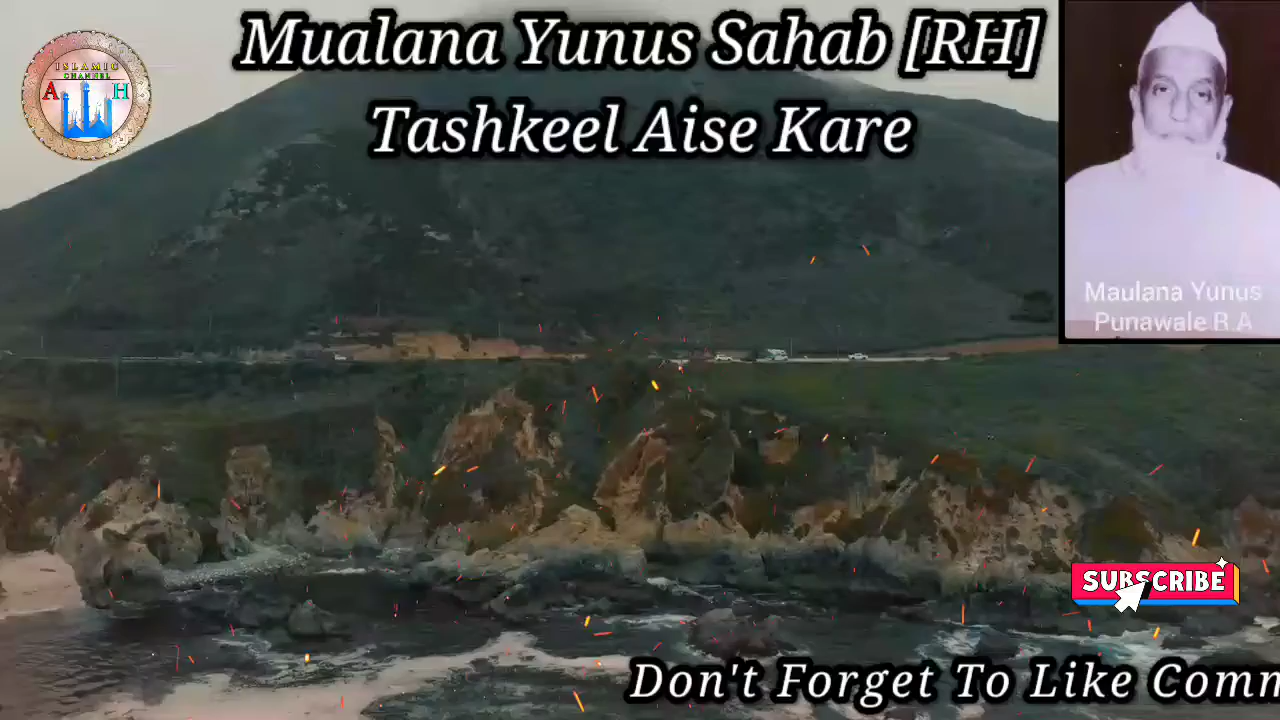 Mualana Yunus Sahab [RH]
Tashkeel Aise Kare
ISLAMIC
CHANNEL
A H
Maulana Yunus
Punawale R.A
SUBSCRIBE
Don't Forget To Like Comm